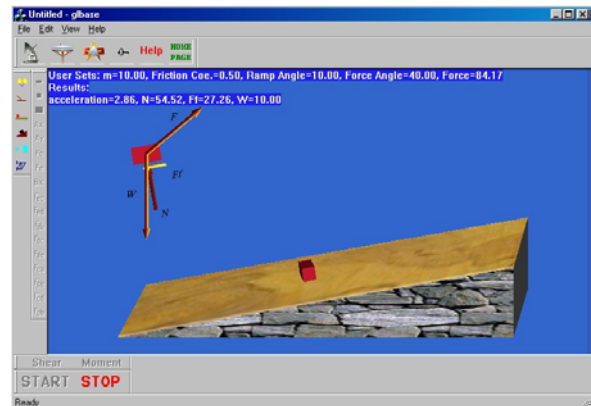 Untitled - glbase
File Edit View Help
Help HOME PAGE
User Sets: m=10.00, Friction Coe.=0.50, Ramp Angle=10.00, Force Angle=40.00, Force=84.17
Results:
acceleration=2.86, N=54.52, Ff=27.26, W=10.00
F
Ff
W
N
Shear Moment
START STOP
Ready